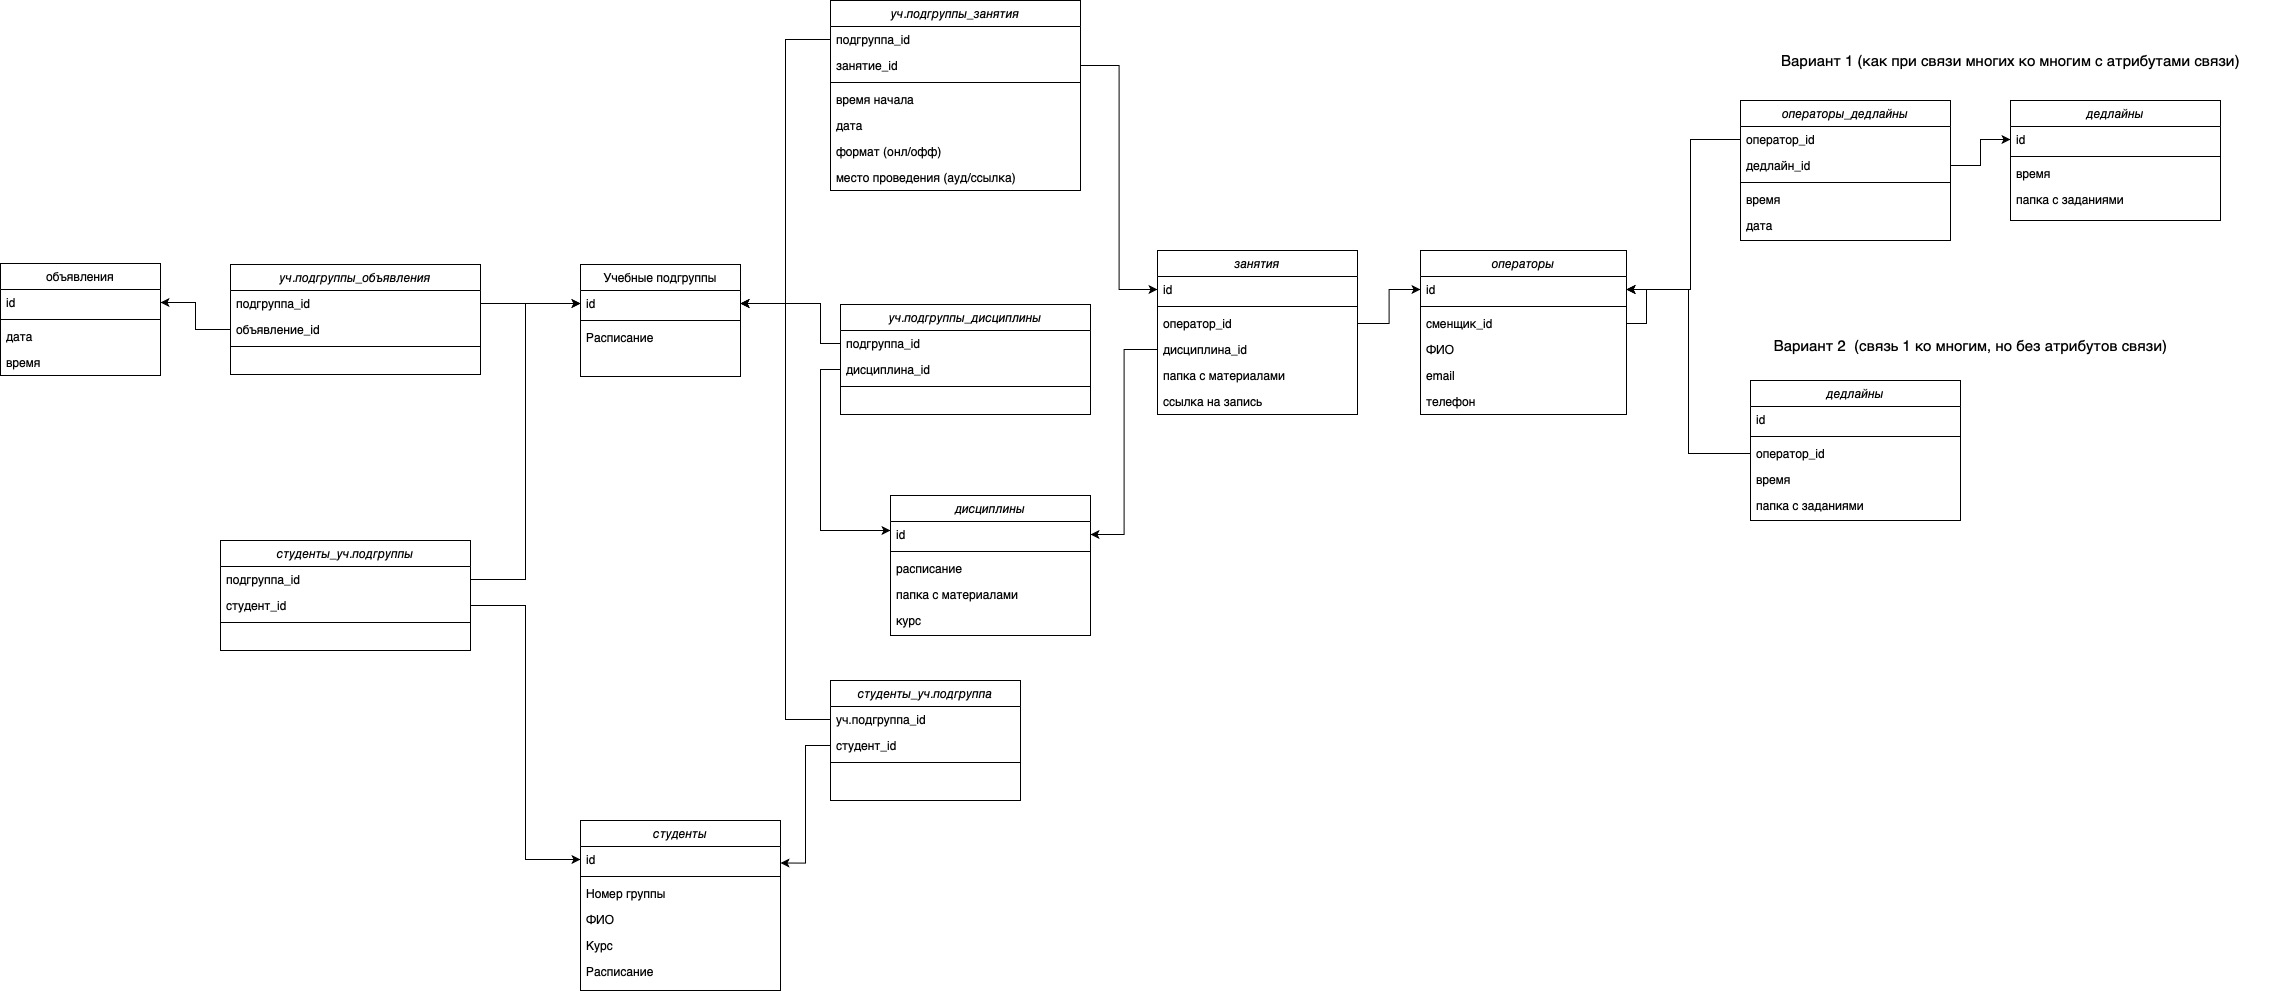 уч.подгруппы_занятия
подгруппа_id
занятие_id
время начала
дата
формат (онл/офф)
место проведения (ауд/ссылка)
Вариант 1 (как при связи многих ко многим с атрибутами связи)
операторы_дедлайны
оператор_id
дедлайн_id
время
дата
дедлайны
id
время
папка с заданиями
объявления
id
дата
время
уч.подгруппы_объявления
подгруппа_id
объявление_id
Учебные подгруппы
id
Расписание
уч.подгруппы_дисциплины
подгруппа_id
дисциплина_id
занятия
id
оператор_id
дисциплина_id
папка с материалами
ссылка на запись
операторы
id
сменщик_id
ФИО
email
телефон
Вариант 2 (связь 1 ко многим, но без атрибутов связи)
дедлайны
id
оператор_id
время
папка с заданиями
дисциплины
id
расписание
папка с материалами
курс
студенты_уч.подгруппы
подгруппа_id
студент_id
студенты_уч.подгруппа
уч.подгруппа_id
студент_id
студенты
id
Номер группы
ФИО
Курс
Расписание